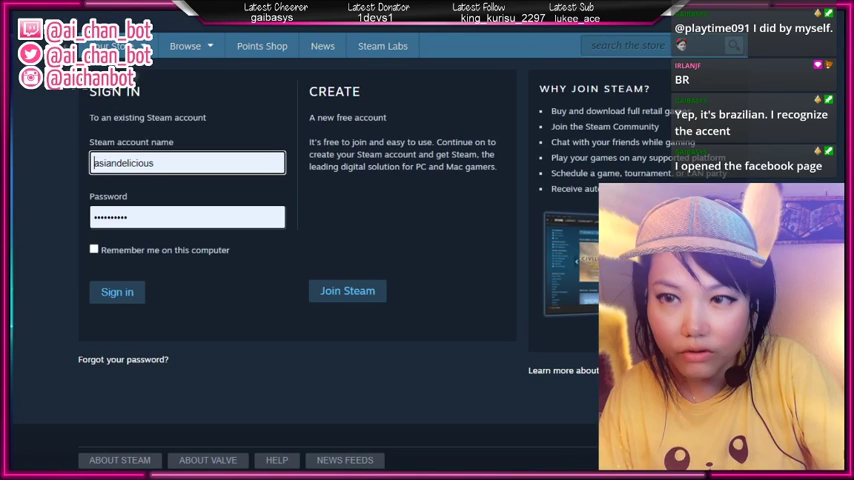 Latest Cheerer
gaibasys
Latest Donator
1devs1
Latest Follow
king_kurisu_2297
Latest Sub
lukee_ace
@ai_chan_bot
@ai_chan_bot
@aichanbot
Browse
Points Shop
News
Steam Labs
search the store
SIGN IN
To an existing Steam account
Steam account name
asiandelicious
Password
Remember me on this computer
Sign in
Forgot your password?
CREATE
A new free account
It's free to join and easy to use. Continue on to
create your Steam account and get Steam, the
leading digital solution for PC and Mac gamers.
Join Steam
WHY JOIN STEAM?
Buy and download full retail ga
Join the Steam Community
Chat with your friends while gaming
Play your games on any supported platform
Schedule a game, tournament, or LAN party
Receive
Learn more about
@playtime091 I did by myself.
IRLANJF
BR
Yep, it's brazilian. I recognize
the accent
I opened the facebook page
ABOUT STEAM
ABOUT VALVE
HELP
NEWS FEEDS